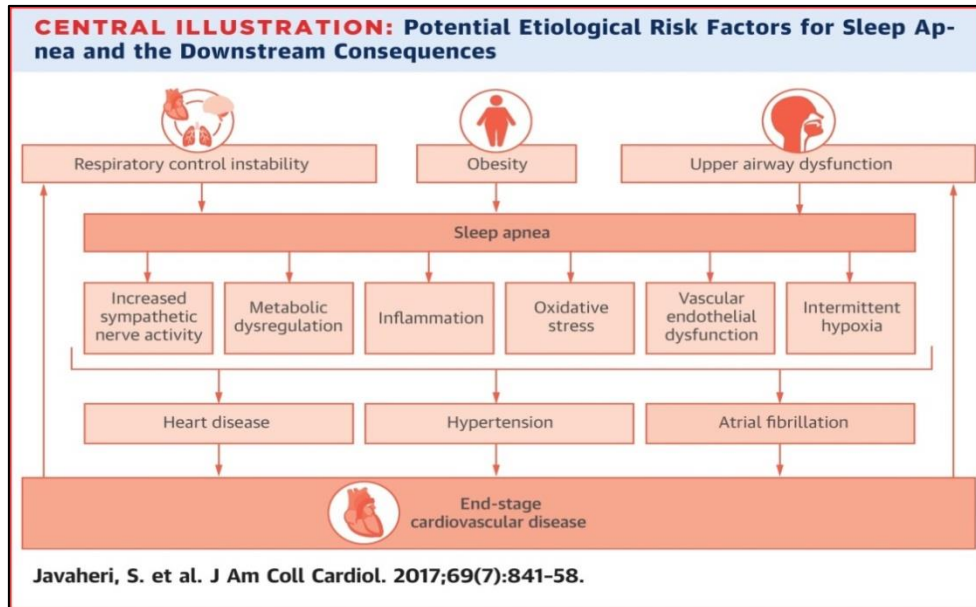 CENTRAL ILLUSTRATION: Potential Etiological Risk Factors for Sleep Ap-
nea and the Downstream Consequences
Respiratory control instability
Obesity
Upper airway dysfunction
Sleep apnea
Increased
sympathetic
nerve activity
Metabolic
dysregulation
Inflammation
Oxidative
stress
Vascular
endothelial
dysfunction
Intermittent
hypoxia
Heart disease
Hypertension
Atrial fibrillation
End-stage
cardiovascular disease
Javaheri, S. et al. J Am Coll Cardiol. 2017;69(7):841-58.